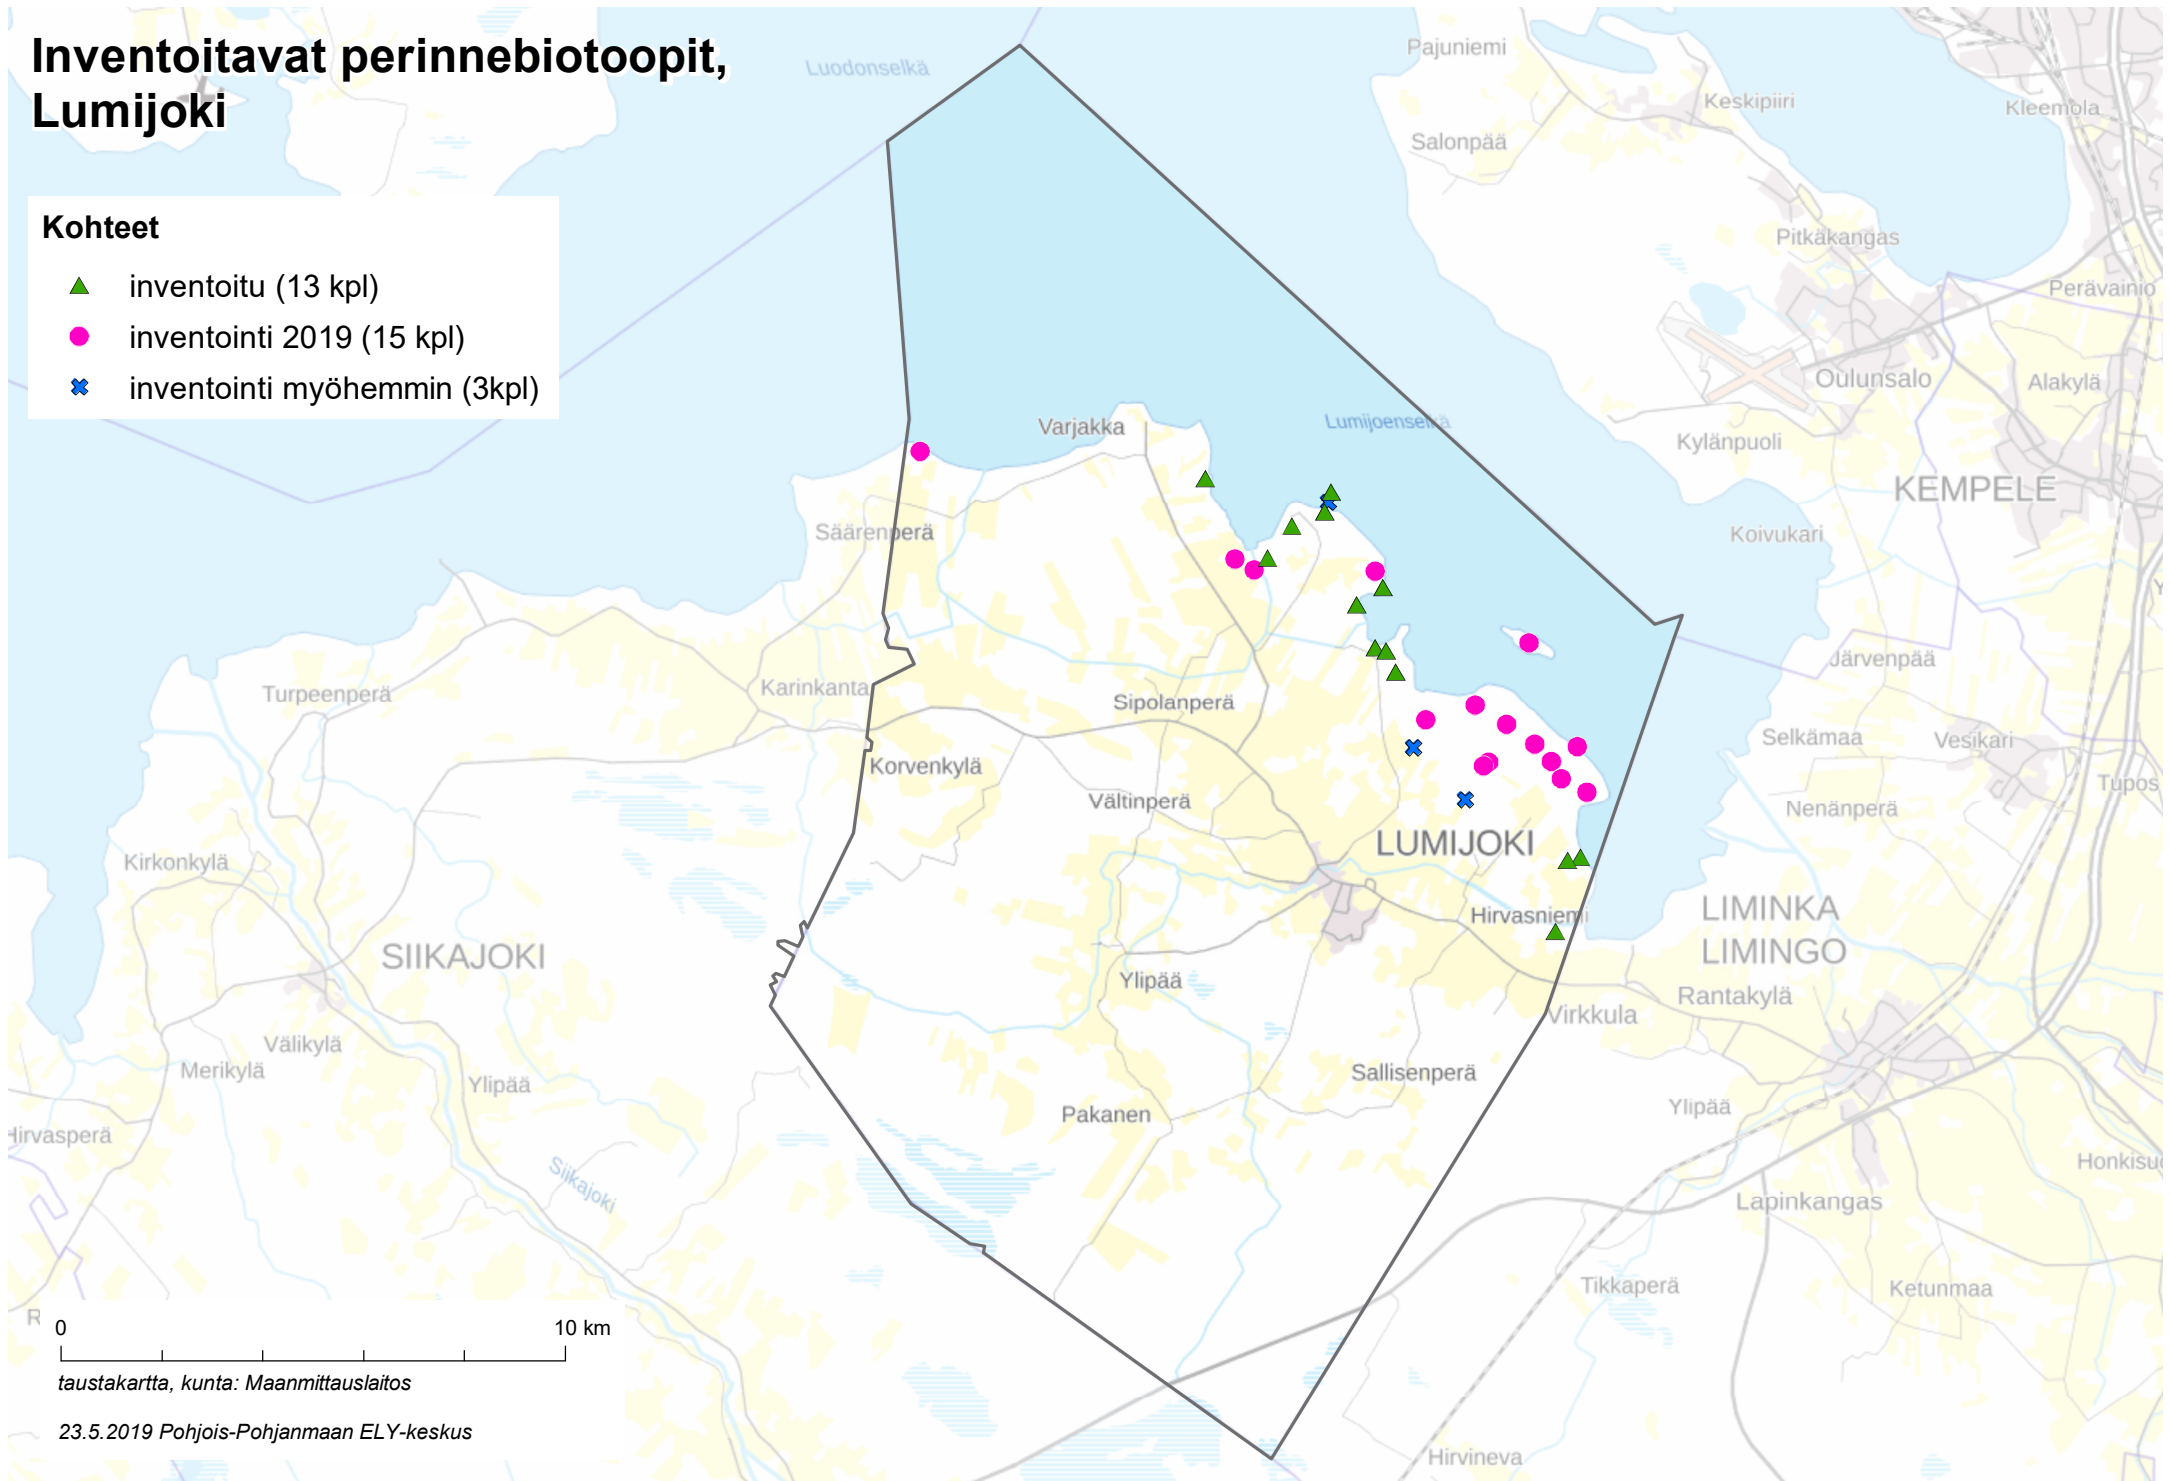 Inventoitavat perinnebiotoopit,
Lumijoki
Kohteet
inventoitu (13 kpl)
inventointi 2019 (15 kpl)
inventointi myöhemmin (3kpl)
Luodonselkä
Pajuniemi
Keskipiiri
Kleemola
Salonpää
Pitkäkangas
Perävainio
Oulunsalo
Alakylä
Varjakka
Lumijoenselkä
Kylänpuoli
KEMPELE
Säärenperä
Koivukari
Järvenpää
Turpeenperä
Karinkanta
Sipolanperä
Selkämaa
Vesikari
Korvenkylä
Tupos
Vältinperä
Nenänperä
LUMIJOKI
Kirkonkylä
Hirvasniemi
LIMINKA
LIMINGO
SIIKAJOKI
Ylipää
Rantakylä
Virkkula
Välikylä
Merikylä
Ylipää
Sallisenperä
Pakanen
Ylipää
Hirvasperä
Honkisuo
Siikajoki
Lapinkangas
Tikkaperä
Ketunmaa
R
0 10 km
taustakartta, kunta: Maanmittauslaitos
23.5.2019 Pohjois-Pohjanmaan ELY-keskus
Hirvineva